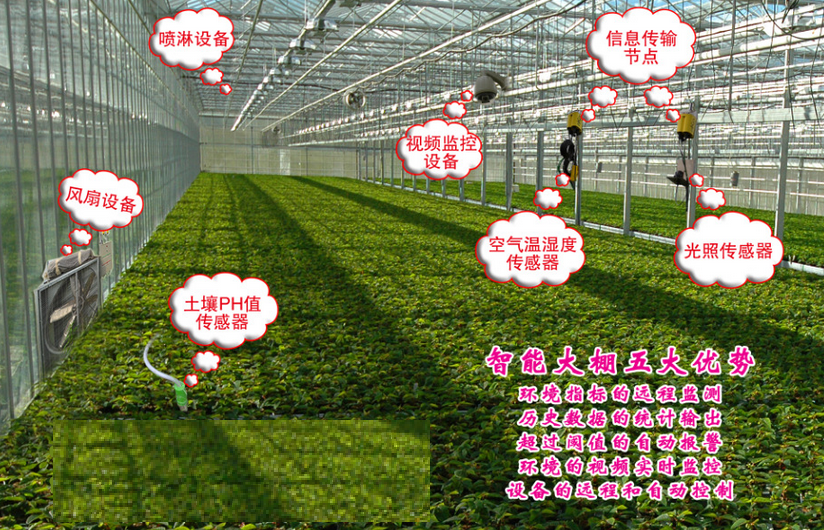 喷淋设备
信息传输
节点
视频监控
设备
风扇设备
空气温湿度
传感器
光照传感器
土壤PH值
传感器
智能大棚五大优势
环境指标的远程监测
历史数据的统计输出
超过阀值的自动报警
环境的视频实时监控
设备的远程和自动控制